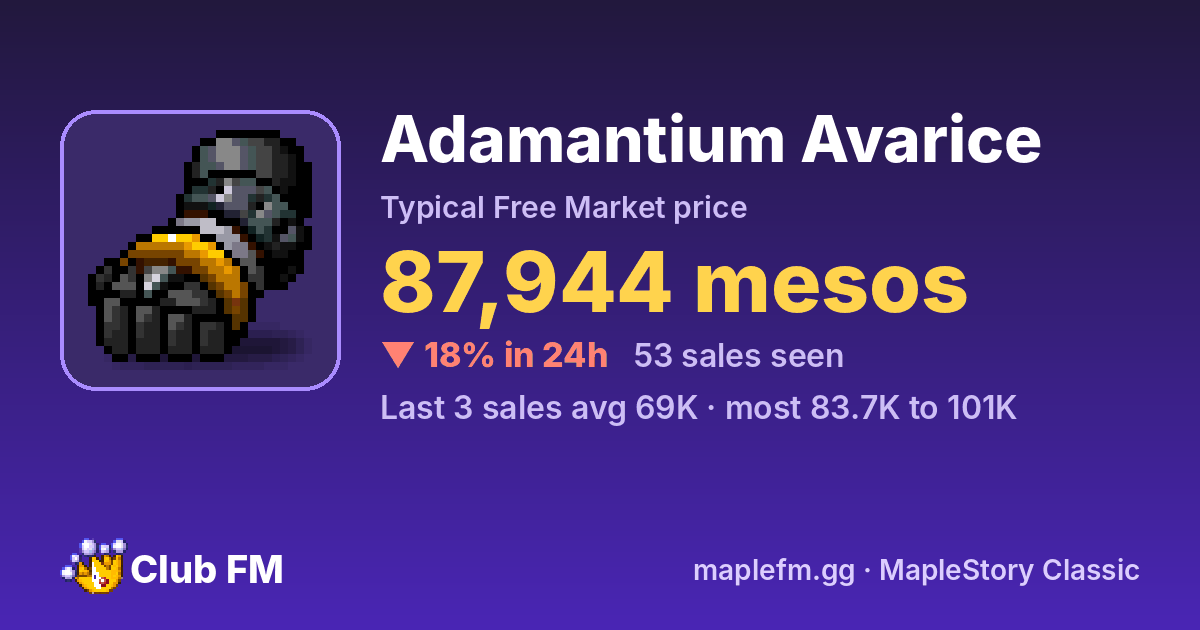 Adamantium Avarice
Typical Free Market price
87,944 mesos
▼ 18% in 24h 53 sales seen
Last 3 sales avg 69K · most 83.7K to 101K
Club FM
maplefm.gg · MapleStory Classic